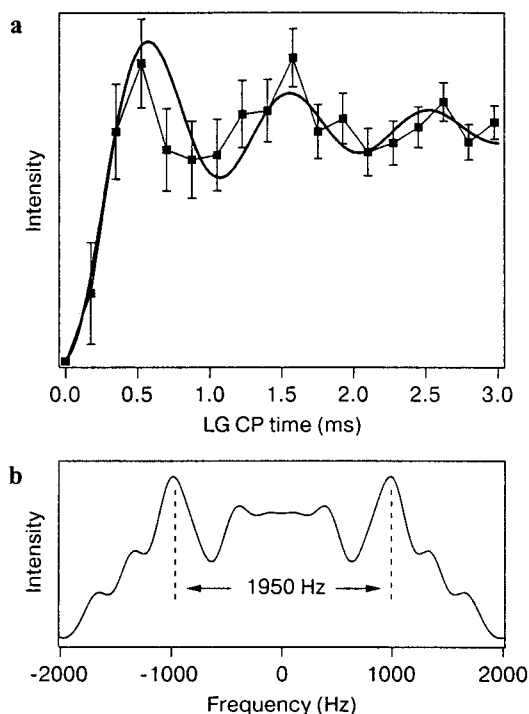 a
Intensity
0.0 0.5 1.0 1.5 2.0 2.5 3.0
LG CP time (ms)
b
Intensity
1950 Hz
-2000 -1000 0 1000 2000
Frequency (Hz)